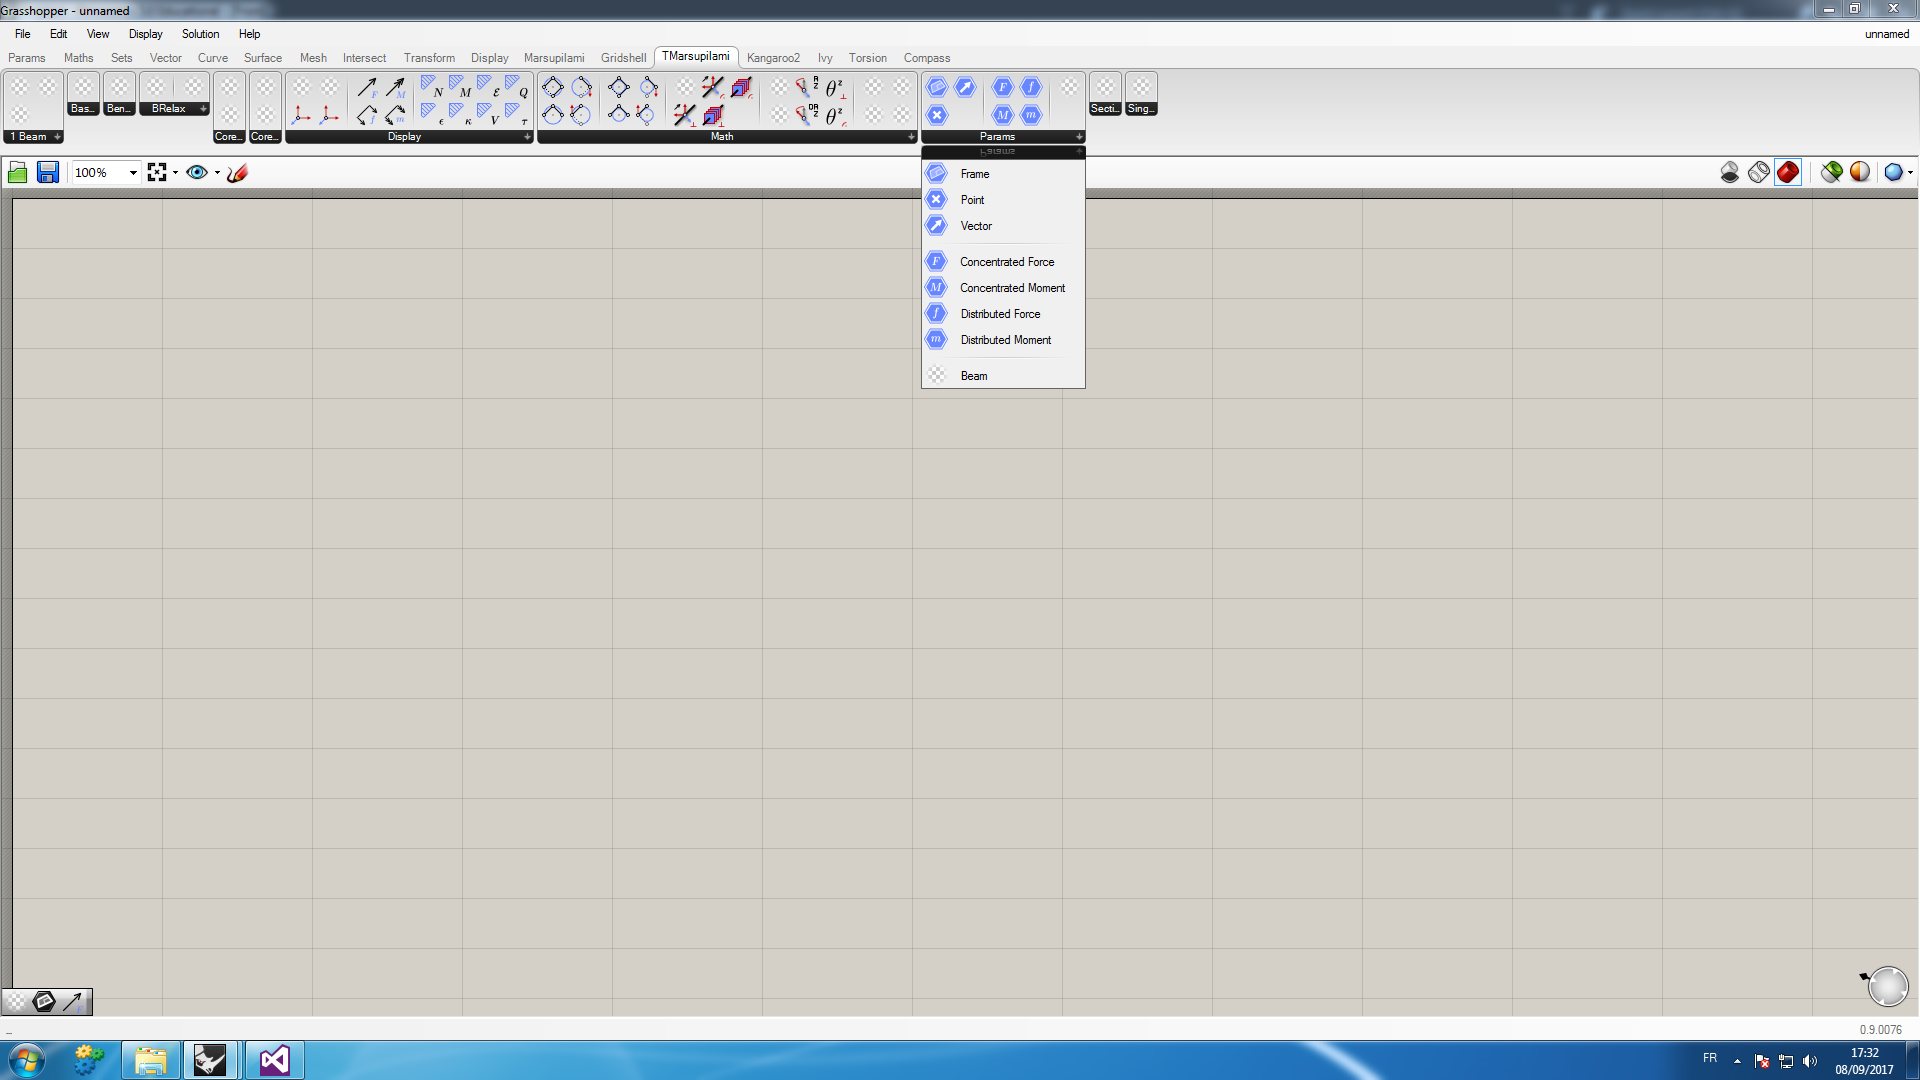 Grasshopper - unnamed
File Edit View Display Solution Help unnamed
Params Maths Sets Vector Curve Surface Mesh Intersect Transform Display Marsupilami Gridshell TMarsupilami Kangaroo2 Ivy Torsion Compass
F M N M ε Q R θ² F f
f m ε κ V τ DR θ² M m
Bas... Ben... BRelax Secti... Sing...
1 Beam Core... Core... Display Math Params
Params
100%
Frame
Point
Vector
F Concentrated Force
M Concentrated Moment
f Distributed Force
m Distributed Moment
Beam
F
...
0.9.0076
FR 17:32
08/09/2017